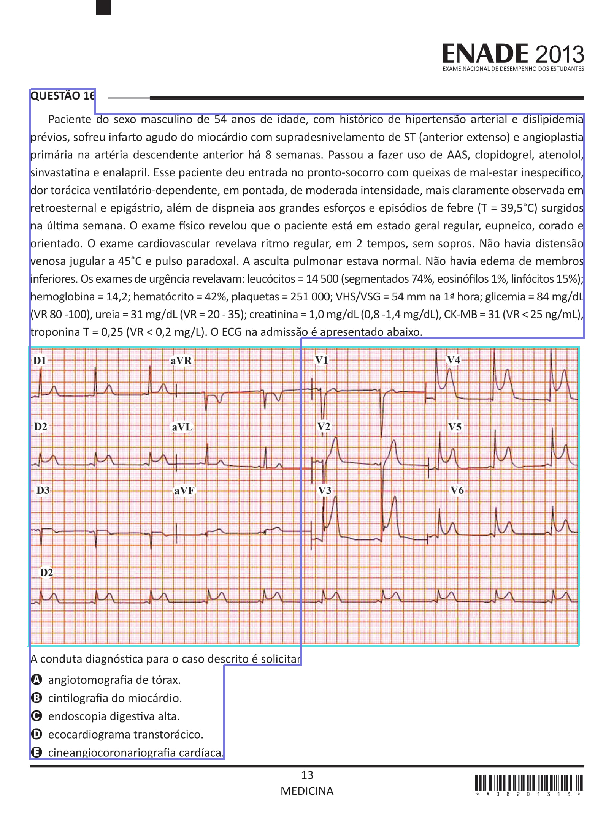 ENADE 2013
EXAME NACIONAL DE DESEMPENHO DOS ESTUDANTES
QUESTÃO 16
Paciente do sexo masculino de 54 anos de idade, com histórico de hipertensão arterial e dislipidemia
prévios, sofreu infarto agudo do miocárdio com supradesnivelamento de ST (anterior extenso) e angioplastia
primária na artéria descendente anterior há 8 semanas. Passou a fazer uso de AAS, clopidogrel, atenolol,
sinvastatina e enalapril. Esse paciente deu entrada no pronto-socorro com queixas de mal-estar inespecífico,
dor torácica ventilatório-dependente, em pontada, de moderada intensidade, mais claramente observada em
retroesternal e epigástrio, além de dispneia aos grandes esforços e episódios de febre (T = 39,5°C) surgidos
na última semana. O exame físico revelou que o paciente está em estado geral regular, eupneico, corado e
orientado. O exame cardiovascular revelava ritmo regular, em 2 tempos, sem sopros. Não havia distensão
venosa jugular a 45°C e pulso paradoxal. A asculta pulmonar estava normal. Não havia edema de membros
inferiores. Os exames de urgência revelavam: leucócitos = 14 500 (segmentados 74%, eosinófilos 1%, linfócitos 15%);
hemoglobina = 14,2; hematócrito = 42%, plaquetas = 251 000; VHS/VSG = 54 mm na 1ª hora; glicemia = 84 mg/dL
(VR 80 -100), ureia = 31 mg/dL (VR = 20 - 35); creatinina = 1,0 mg/dL (0,8 -1,4 mg/dL), CK-MB = 31 (VR < 25 ng/mL),
troponina T = 0,25 (VR < 0,2 mg/L). O ECG na admissão é apresentado abaixo.
D1 aVR V1 V4
D2 aVL V2 V5
D3 aVF V3 V6
D2
A conduta diagnóstica para o caso descrito é solicitar
A angiotomografia de tórax.
B cintilografia do miocárdio.
C endoscopia digestiva alta.
D ecocardiograma transtorácico.
E cineangiocoronariografia cardíaca.
13
MEDICINA